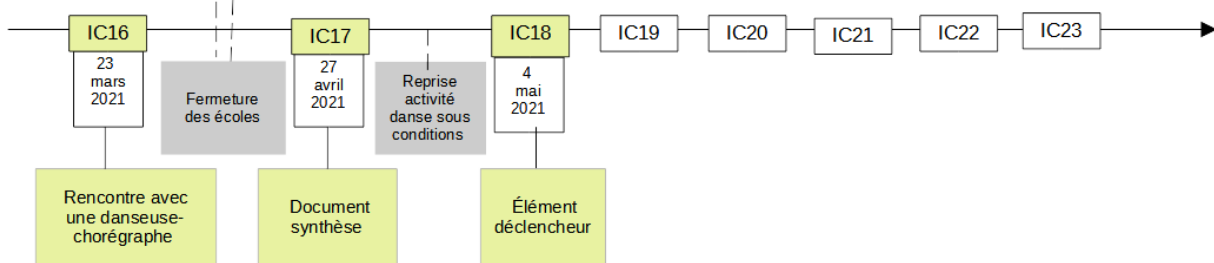 IC16
IC17
IC18
IC19
IC20
IC21
IC22
IC23
23
mars
2021
Fermeture
des écoles
27
avril
2021
Reprise
activité
danse sous
conditions
4
mai
2021
Rencontre avec
une danseuse-
chorégraphe
Document
synthèse
Élément
déclencheur